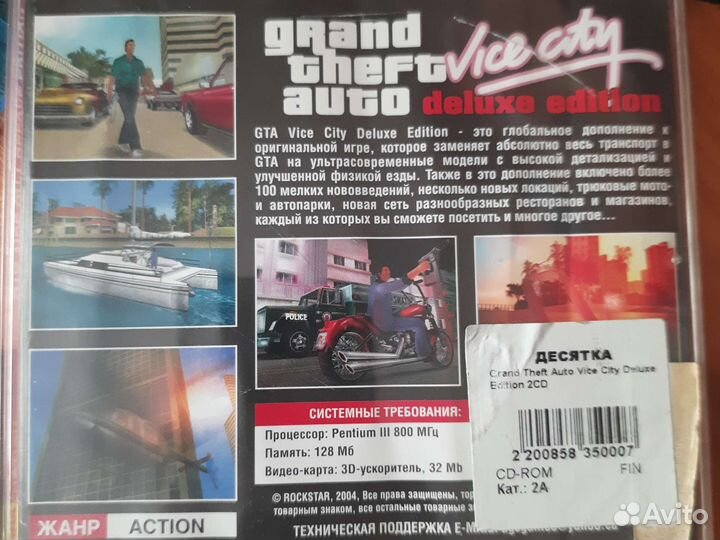 grand
theft
auto
Vice City
deluxe edition
GTA Vice City Deluxe Edition - это глобальное дополнение к
оригинальной игре, которое заменяет абсолютно весь транспорт в
GTA на ультрасовременные модели с высокой детализацией и
улучшенной физикой езды. Также в это дополнение включено более
100 мелких нововведений, несколько новых локаций, трюковые мото-
и автопарки, новая сеть разнообразных ресторанов и магазинов,
каждый из которых вы сможете посетить и многое другое...
POLICE
СИСТЕМНЫЕ ТРЕБОВАНИЯ:
Процессор: Pentium III 800 МГц
Память: 128 Мб
Видео-карта: 3D-ускоритель, 32 Mb
ДЕСЯТКА
Grand Theft Auto Vice City Deluxe
Edition 2CD
2 200858 350007
CD-ROM FIN
Кат.: 2A
© ROCKSTAR, 2004, Все права защищены,
товарным знаком, все остальные товарные
ТЕХНИЧЕСКАЯ ПОДДЕРЖКА
ЖАНР ACTION
Avito